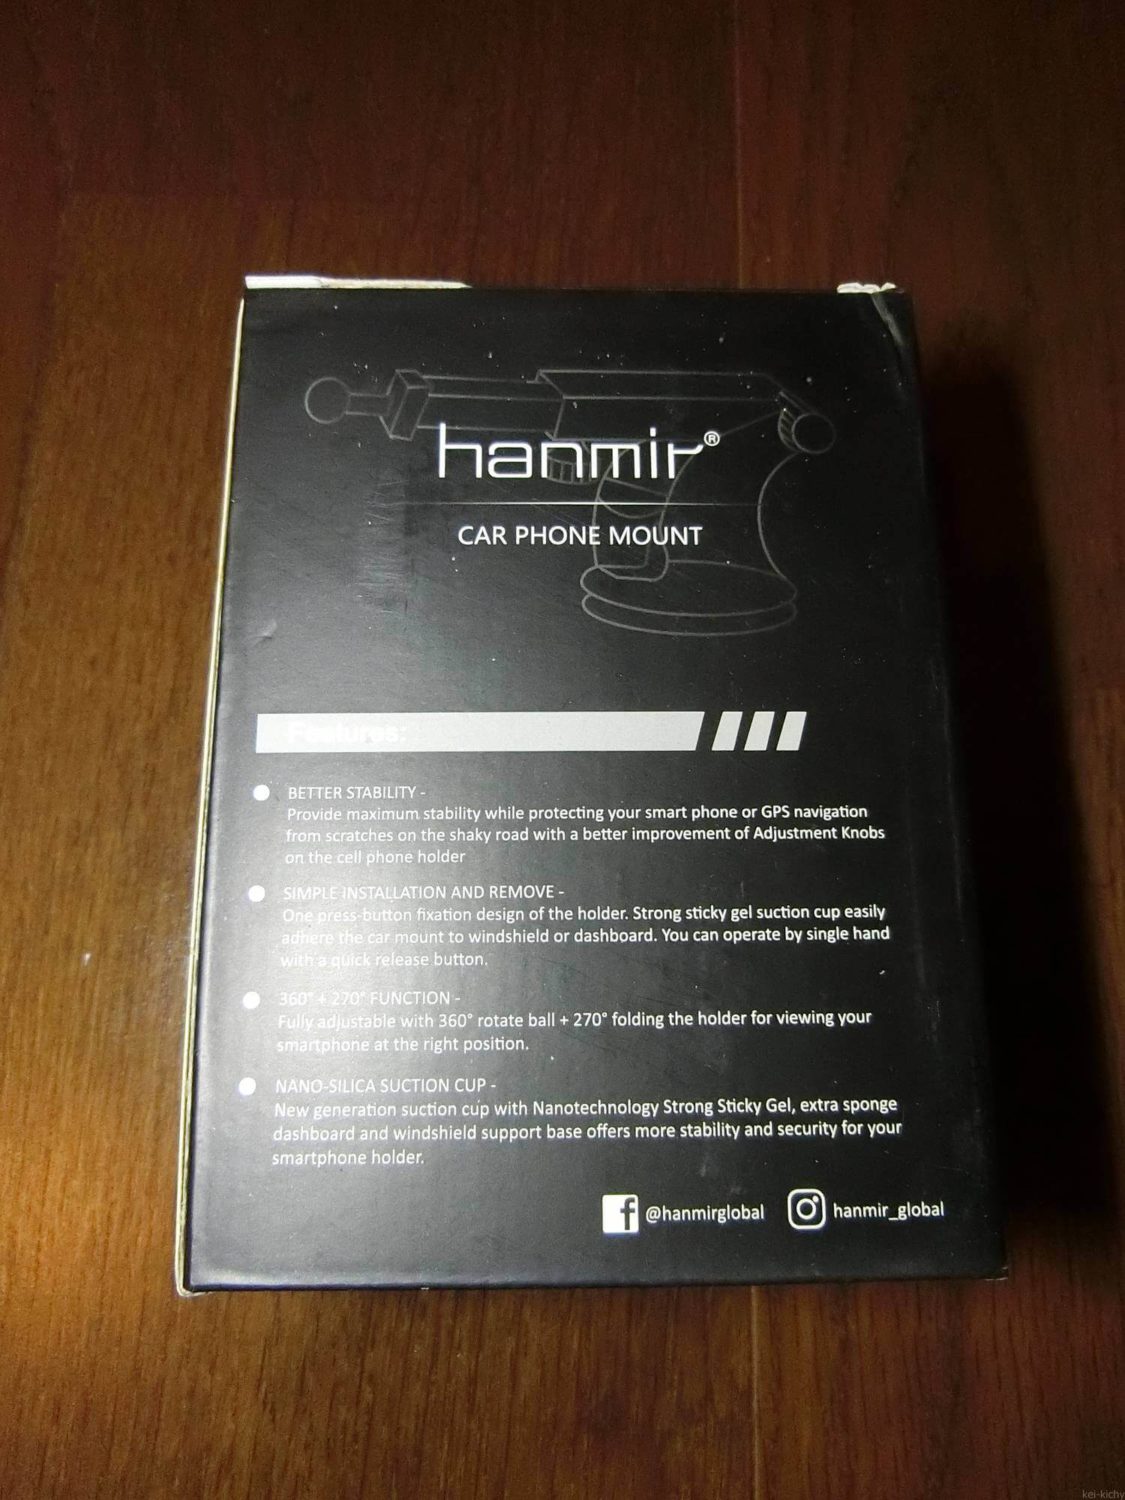 hanmir®
CAR PHONE MOUNT
Features:
BETTER STABILITY -
Provide maximum stability while protecting your smart phone or GPS navigation
from scratches on the shaky road with a better improvement of Adjustment Knobs
on the cell phone holder
SIMPLE INSTALLATION AND REMOVE -
One press-button fixation design of the holder. Strong sticky gel suction cup easily
adhere the car mount to windshield or dashboard. You can operate by single hand
with a quick release button.
360° + 270° FUNCTION -
Fully adjustable with 360° rotate ball + 270° folding the holder for viewing your
smartphone at the right position.
NANO-SILICA SUCTION CUP -
New generation suction cup with Nanotechnology Strong Sticky Gel, extra sponge
dashboard and windshield support base offers more stability and security for your
smartphone holder.
@hanmirglobal hanmir_global